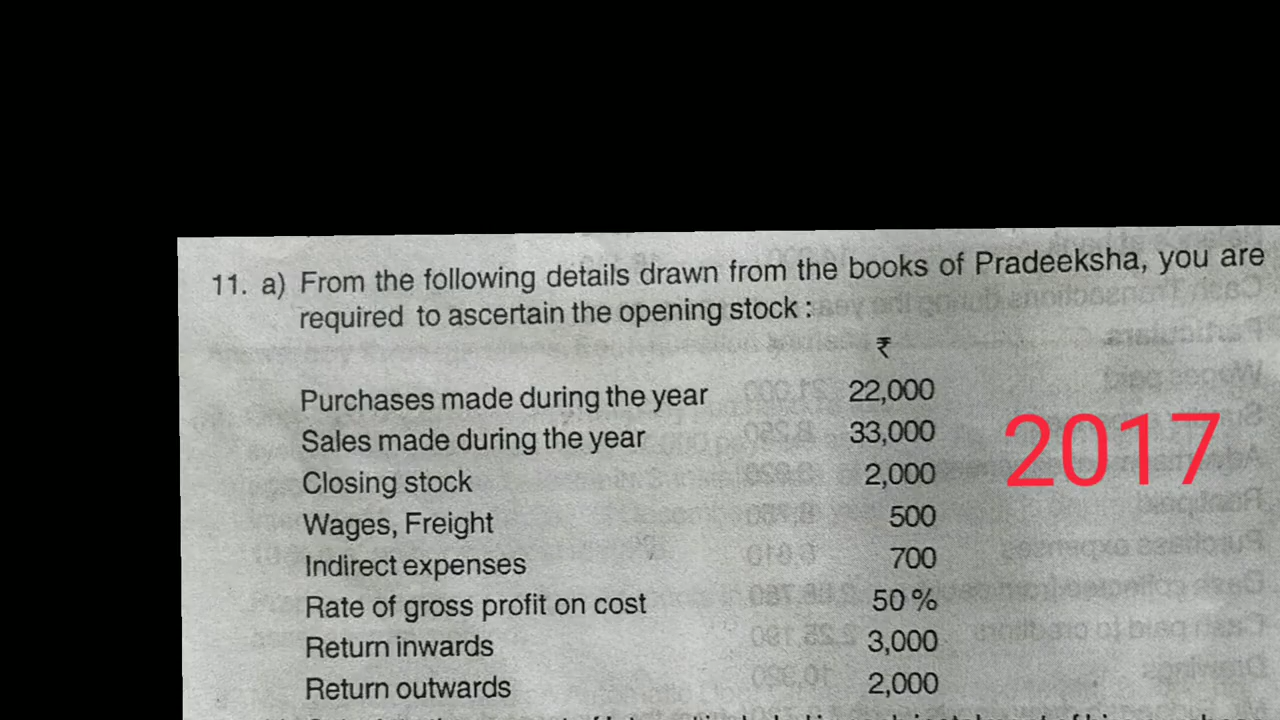 11. a) From the following details drawn from the books of Pradeeksha, you are
required to ascertain the opening stock :
₹
Purchases made during the year 22,000
Sales made during the year 33,000
Closing stock 2,000
Wages, Freight 500
Indirect expenses 700
Rate of gross profit on cost 50 %
Return inwards 3,000
Return outwards 2,000
2017